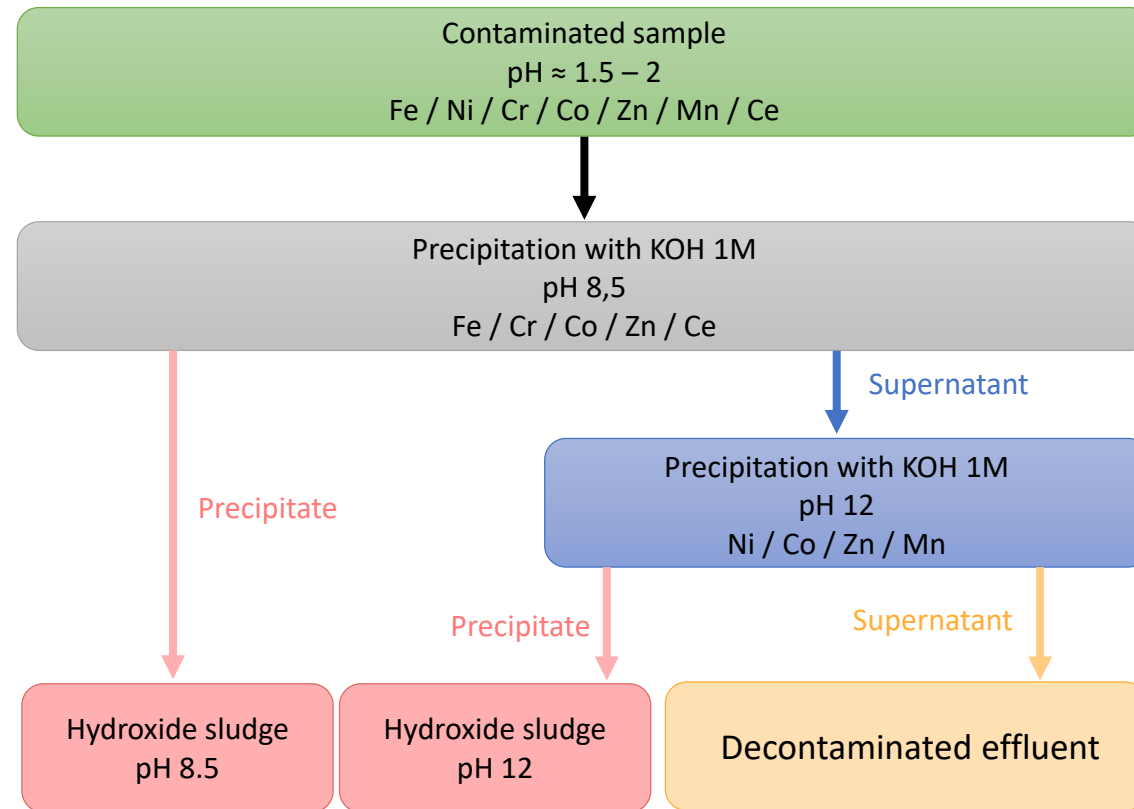 Contaminated sample
pH ≈ 1.5 – 2
Fe / Ni / Cr / Co / Zn / Mn / Ce
Precipitation with KOH 1M
pH 8,5
Fe / Cr / Co / Zn / Ce
Supernatant
Precipitation with KOH 1M
pH 12
Ni / Co / Zn / Mn
Precipitate
Precipitate
Supernatant
Hydroxide sludge
pH 8.5
Hydroxide sludge
pH 12
Decontaminated effluent